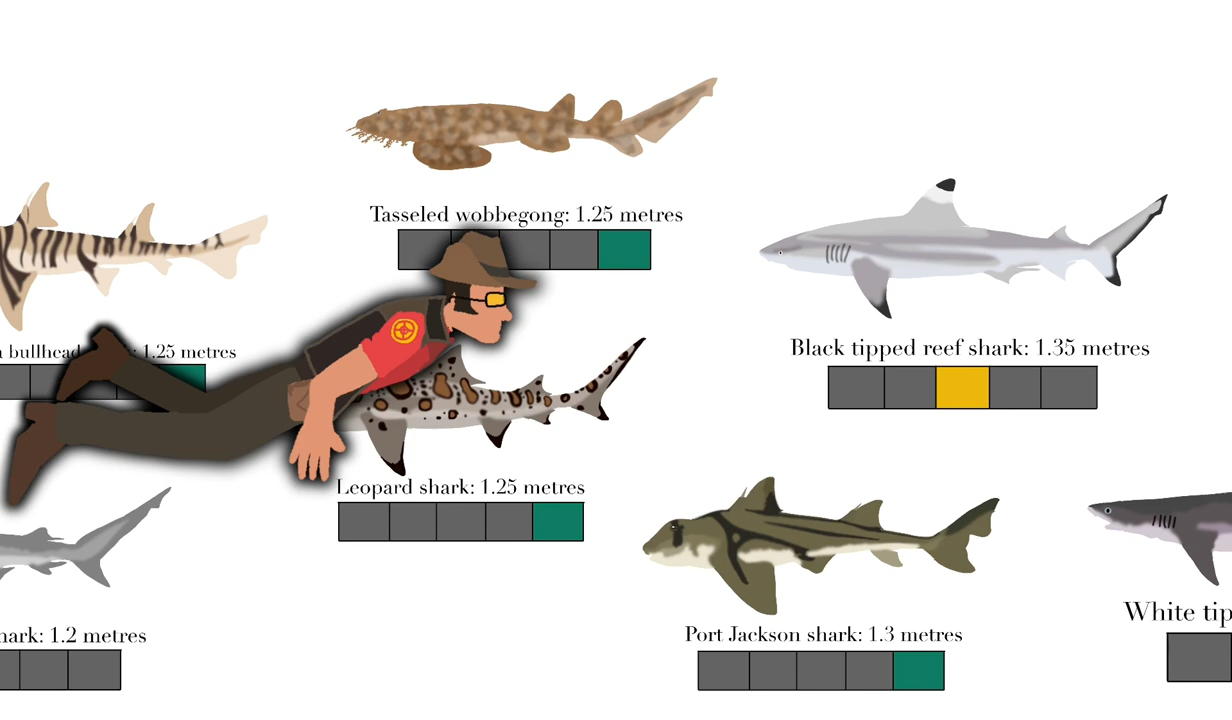 Tasseled wobbegong: 1.25 metres
Black tipped reef shark: 1.35 metres
a bullhead 1.25 metres
Leopard shark: 1.25 metres
Port Jackson shark: 1.3 metres
White tip
hark: 1.2 metres